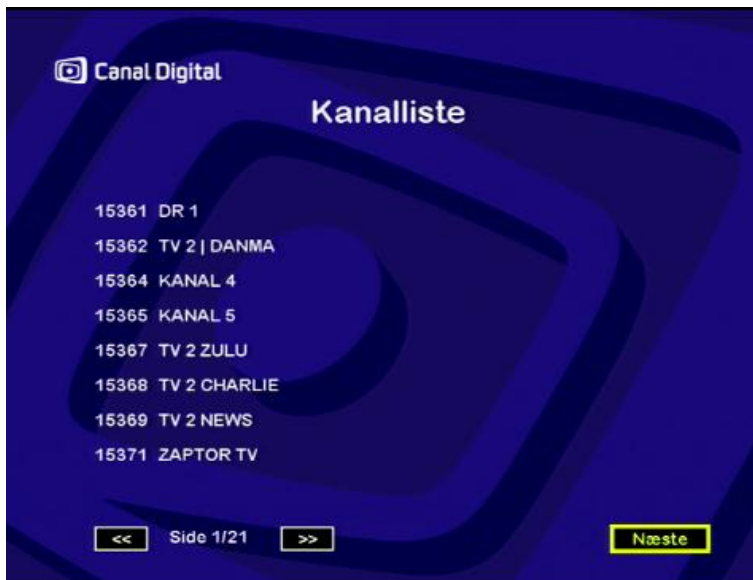 Canal Digital
Kanalliste
15361 DR 1
15362 TV 2 | DANMA
15364 KANAL 4
15365 KANAL 5
15367 TV 2 ZULU
15368 TV 2 CHARLIE
15369 TV 2 NEWS
15371 ZAPTOR TV
<< Side 1/21 >> Næste